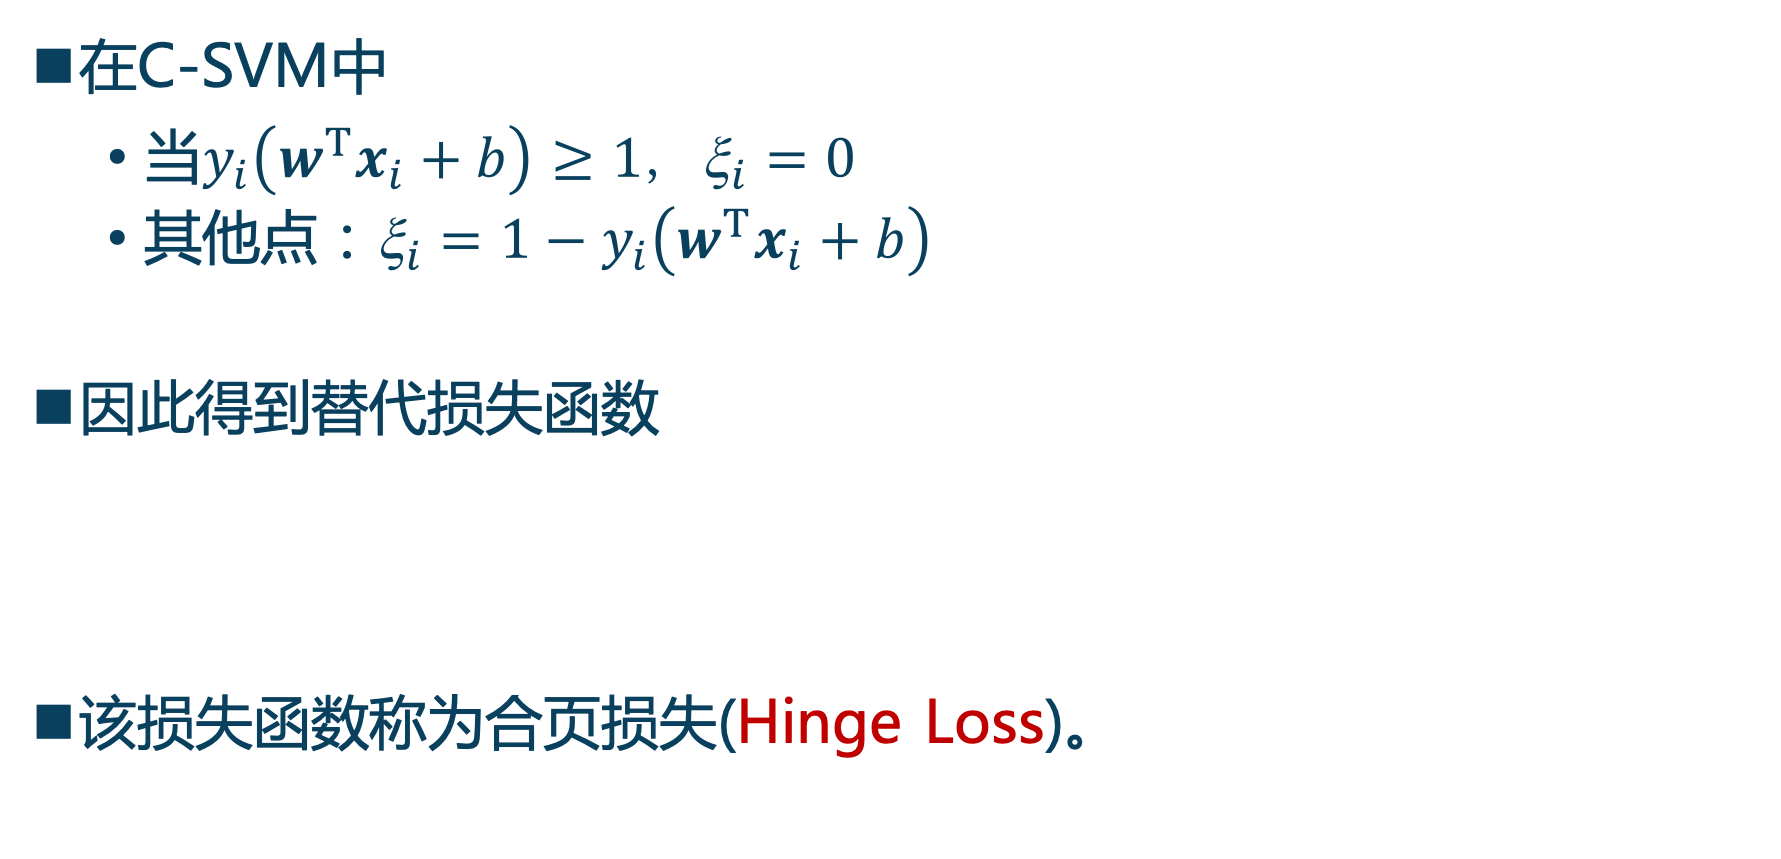 ■在C-SVM中
• 当yᵢ(𝒘ᵀ𝒙ᵢ + b) ≥ 1, ξᵢ = 0
• 其他点：ξᵢ = 1 − yᵢ(𝒘ᵀ𝒙ᵢ + b)
■因此得到替代损失函数
■该损失函数称为合页损失(Hinge Loss)。